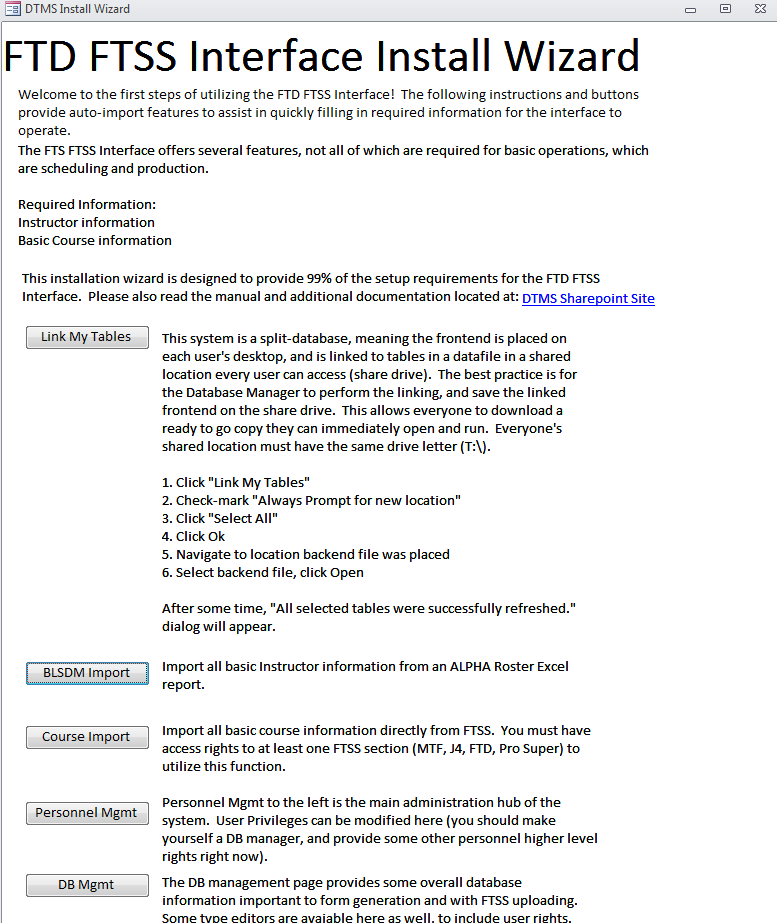 DTMS Install Wizard
FTD FTSS Interface Install Wizard
Welcome to the first steps of utilizing the FTD FTSS Interface!  The following instructions and buttons
provide auto-import features to assist in quickly filling in required information for the interface to
operate.
The FTS FTSS Interface offers several features, not all of which are required for basic operations, which
are scheduling and production.
Required Information:
Instructor information
Basic Course information
This installation wizard is designed to provide 99% of the setup requirements for the FTD FTSS
Interface.  Please also read the manual and additional documentation located at: DTMS Sharepoint Site
Link My Tables
This system is a split-database, meaning the frontend is placed on
each user's desktop, and is linked to tables in a datafile in a shared
location every user can access (share drive).  The best practice is for
the Database Manager to perform the linking, and save the linked
frontend on the share drive.  This allows everyone to download a
ready to go copy they can immediately open and run.  Everyone's
shared location must have the same drive letter (T:\).
1. Click "Link My Tables"
2. Check-mark "Always Prompt for new location"
3. Click "Select All"
4. Click Ok
5. Navigate to location backend file was placed
6. Select backend file, click Open
After some time, "All selected tables were successfully refreshed."
dialog will appear.
BLSDM Import
Import all basic Instructor information from an ALPHA Roster Excel
report.
Course Import
Import all basic course information directly from FTSS.  You must have
access rights to at least one FTSS section (MTF, J4, FTD, Pro Super) to
utilize this function.
Personnel Mgmt
Personnel Mgmt to the left is the main administration hub of the
system.  User Privileges can be modified here (you should make
yourself a DB manager, and provide some other personnel higher level
rights right now).
DB Mgmt
The DB management page provides some overall database
information important to form generation and with FTSS uploading.
Some type editors are avaiable here as well, to include user rights.